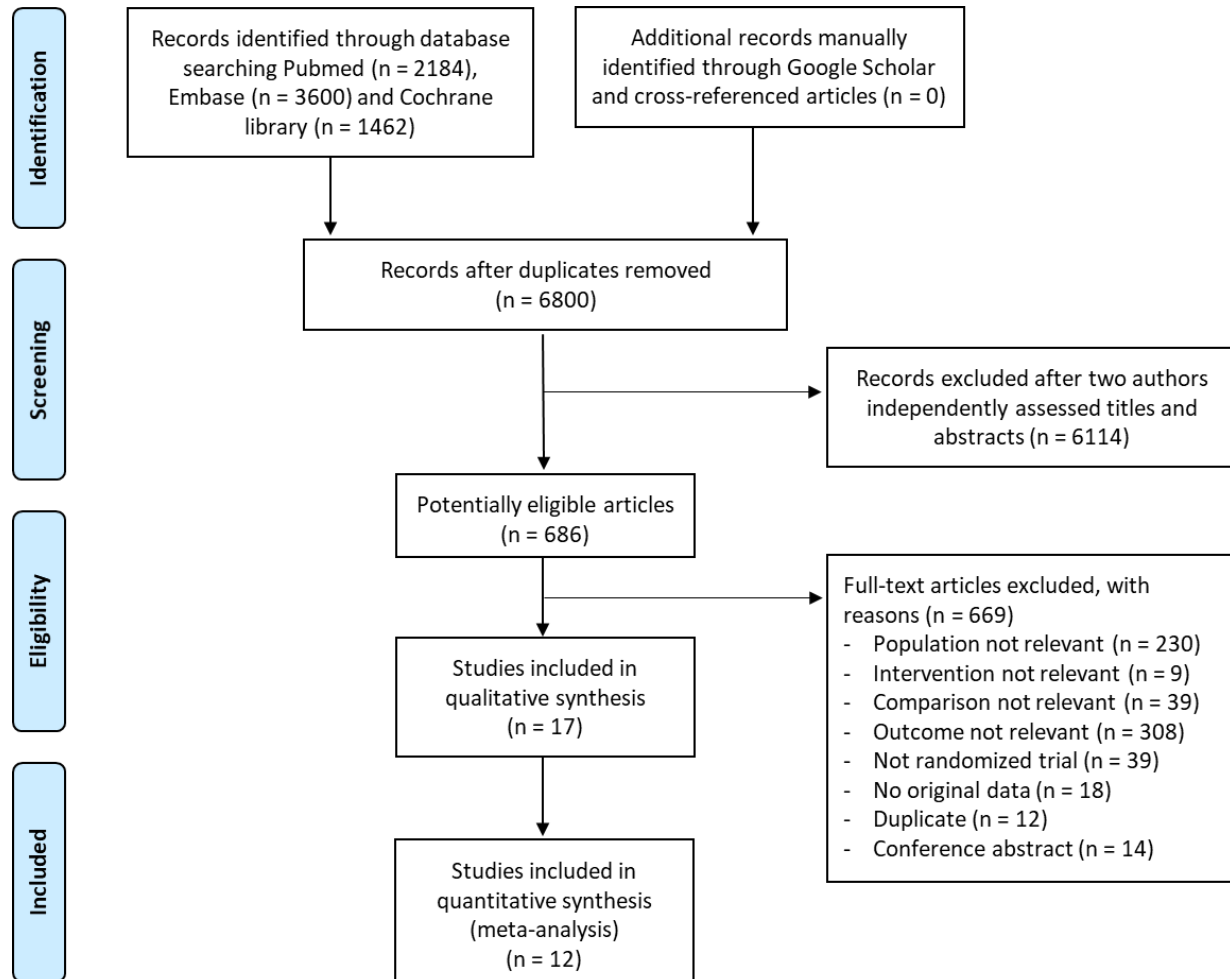 Identification
Records identified through database
searching Pubmed (n = 2184),
Embase (n = 3600) and Cochrane
library (n = 1462)
Additional records manually
identified through Google Scholar
and cross-referenced articles (n = 0)
Screening
Records after duplicates removed
(n = 6800)
Records excluded after two authors
independently assessed titles and
abstracts (n = 6114)
Eligibility
Potentially eligible articles
(n = 686)
Full-text articles excluded, with
reasons (n = 669)
- Population not relevant (n = 230)
- Intervention not relevant (n = 9)
- Comparison not relevant (n = 39)
- Outcome not relevant (n = 308)
- Not randomized trial (n = 39)
- No original data (n = 18)
- Duplicate (n = 12)
- Conference abstract (n = 14)
Studies included in
qualitative synthesis
(n = 17)
Included
Studies included in
quantitative synthesis
(meta-analysis)
(n = 12)